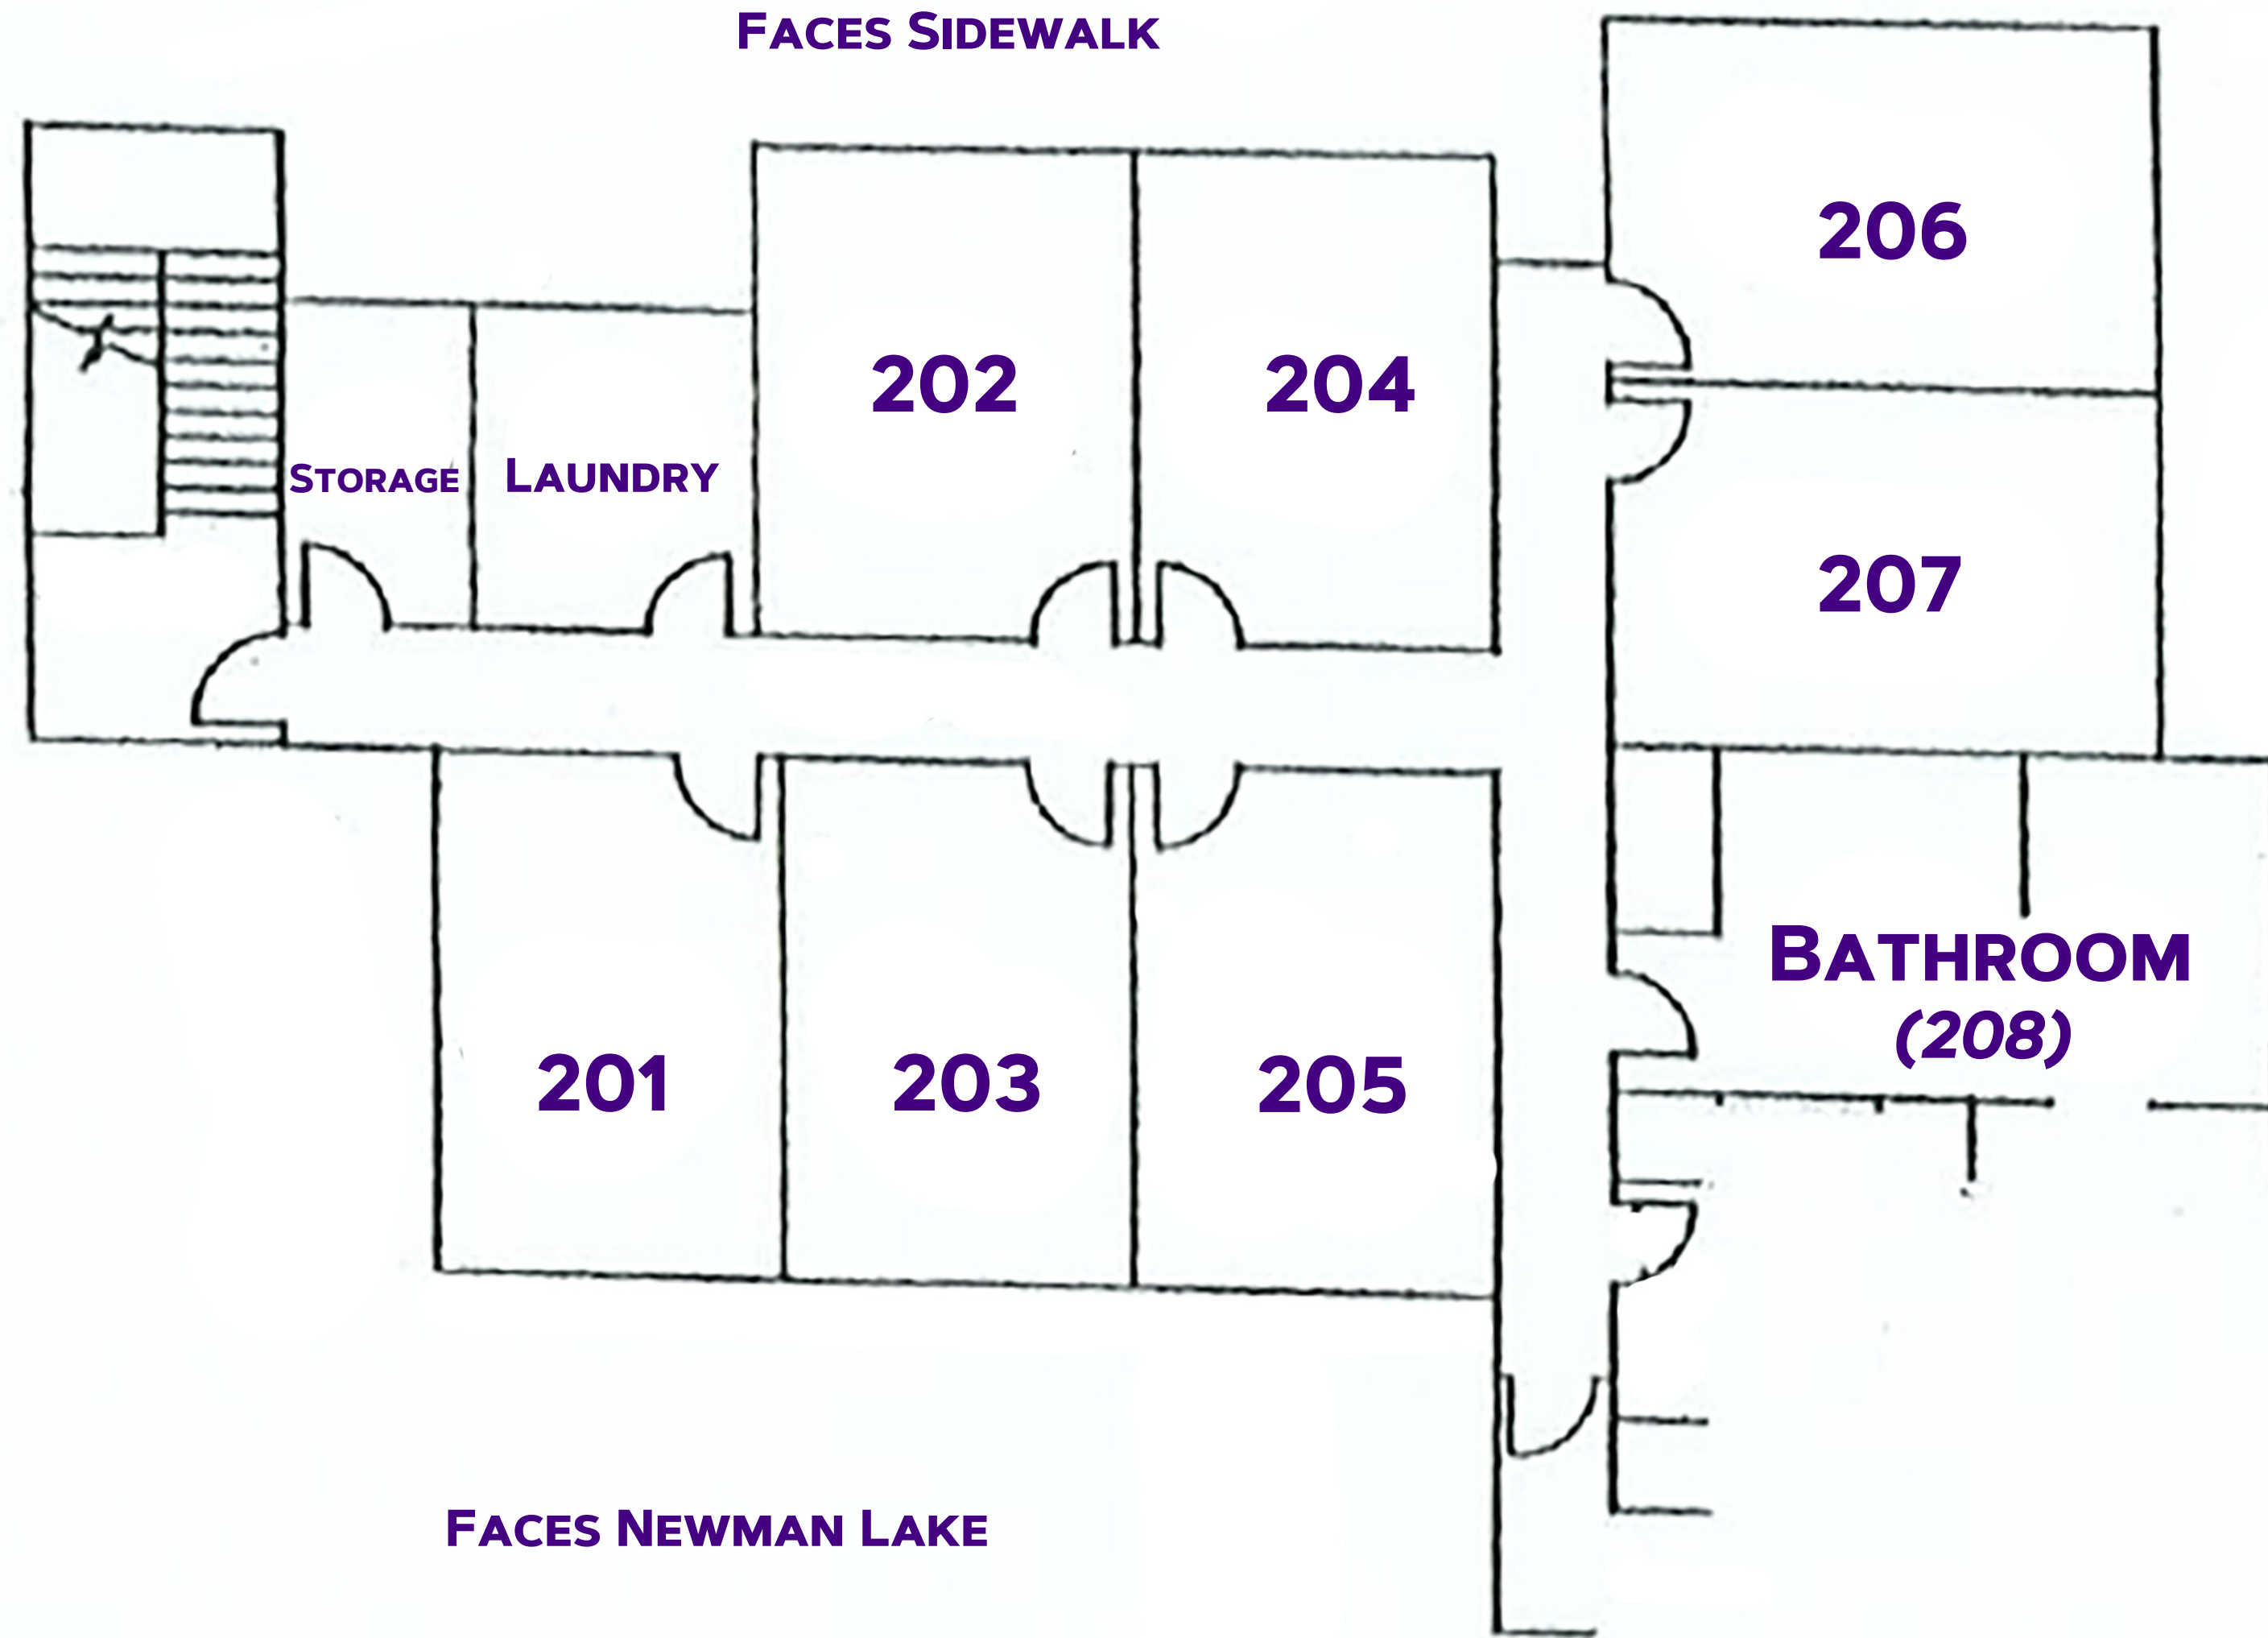 FACES SIDEWALK
206
202
204
STORAGE
LAUNDRY
207
BATHROOM
(208)
201
203
205
FACES NEWMAN LAKE